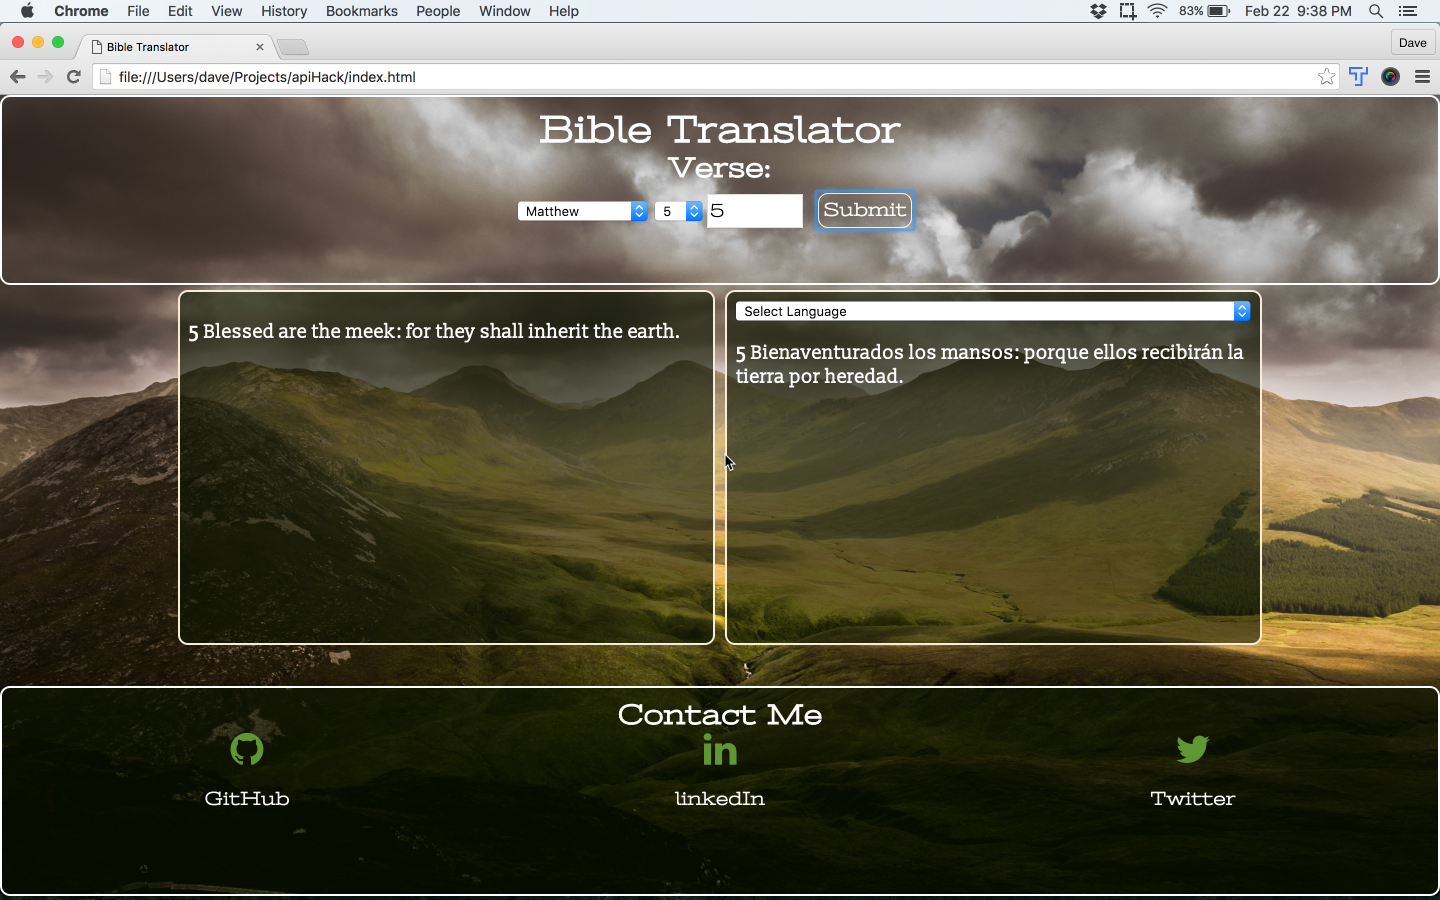 Chrome File Edit View History Bookmarks People Window Help 83% Feb 22 9:38 PM
Bible Translator
Dave
file:///Users/dave/Projects/apiHack/index.html
Bible Translator
Verse:
Matthew 5 5 Submit
5 Blessed are the meek: for they shall inherit the earth.
Select Language
5 Bienaventurados los mansos: porque ellos recibirán la
tierra por heredad.
Contact Me
GitHub linkedIn Twitter